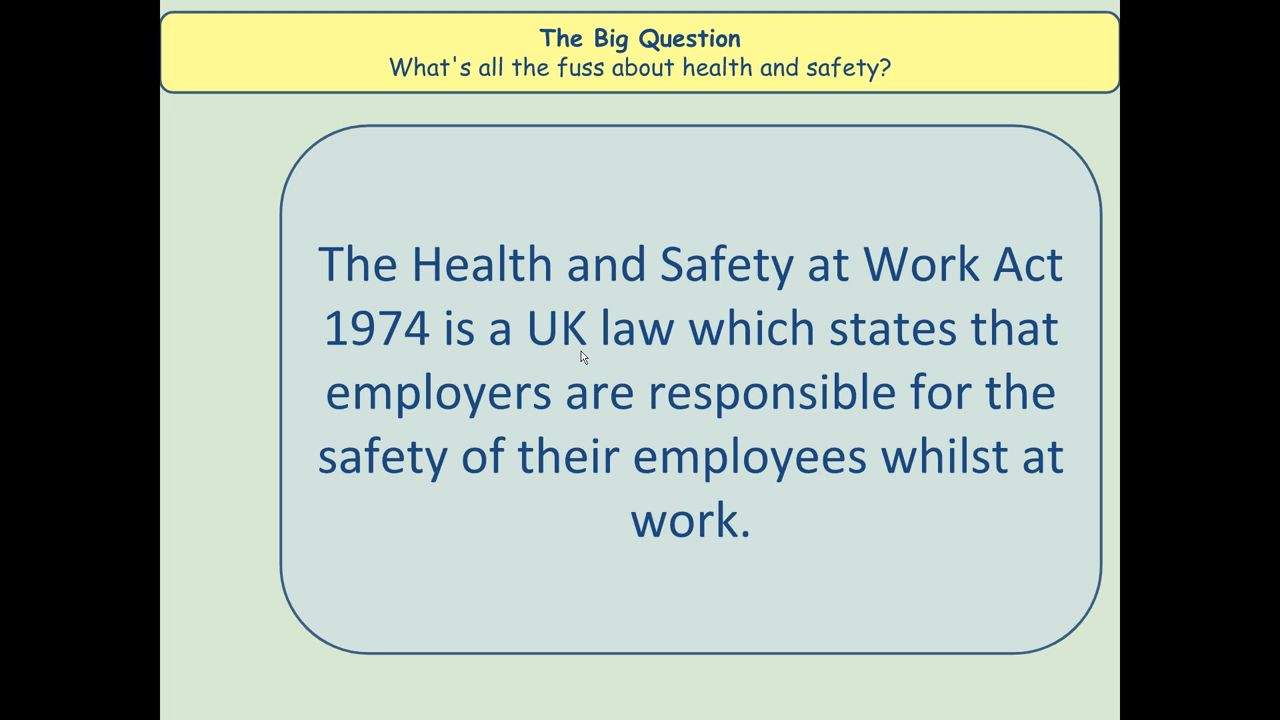 The Big Question
What's all the fuss about health and safety?
The Health and Safety at Work Act
1974 is a UK law which states that
employers are responsible for the
safety of their employees whilst at
work.